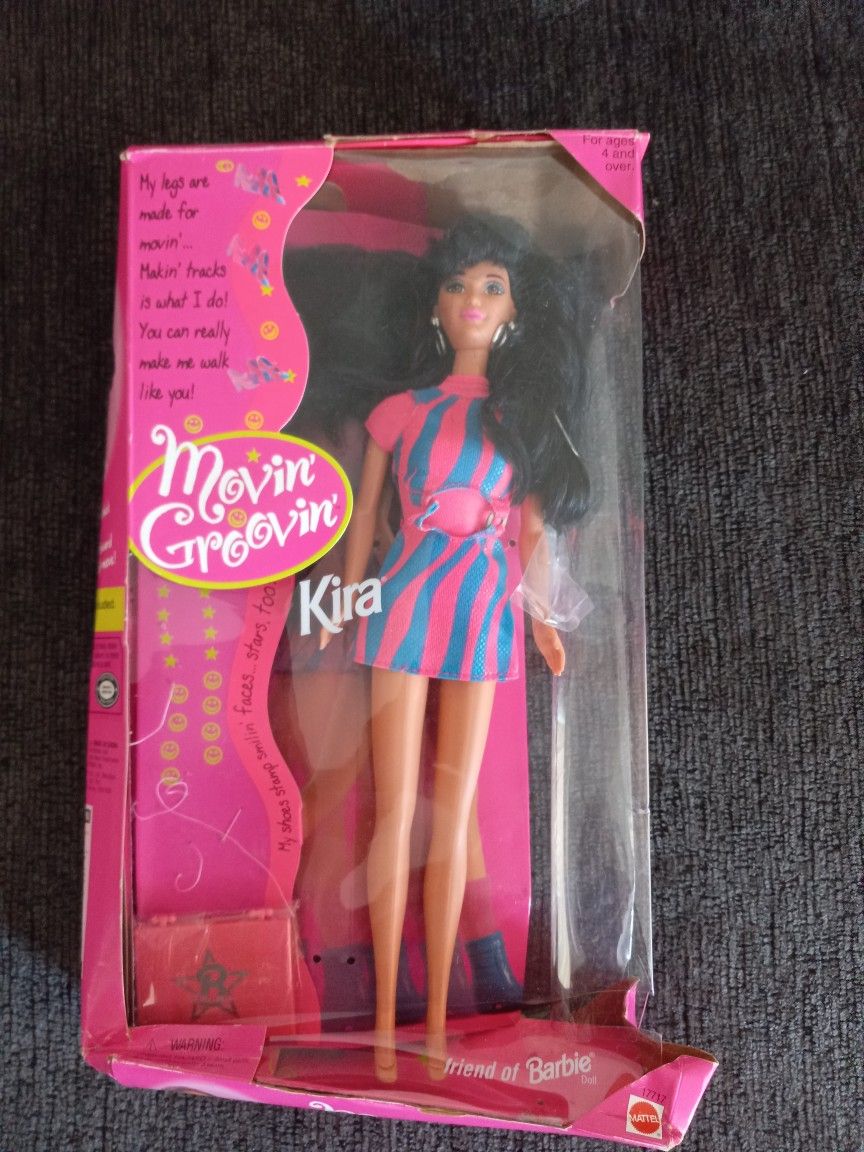 For ages
4 and
over.
My legs are
made for
movin'...
Makin' tracks
is what I do!
You can really
make me walk
like you!
Movin'
Groovin'
Kira
My shoes stamp smilin' faces... stars, too
B
WARNING:
friend of Barbie®
Doll
17717
MATTEL